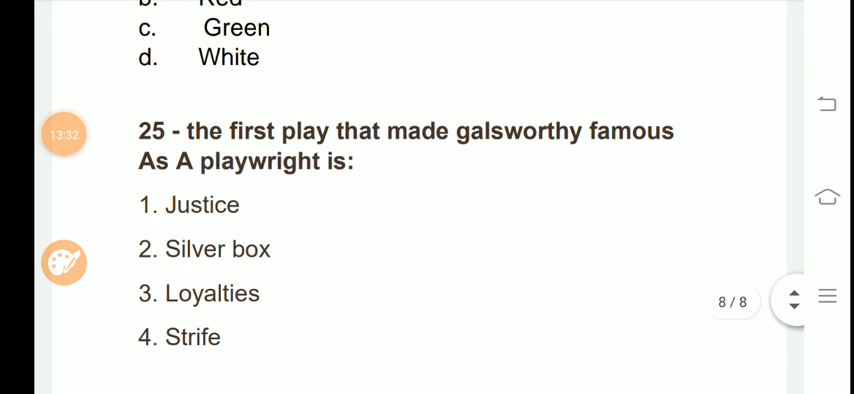 c. Green
d. White
13:32
25 - the first play that made galsworthy famous
As A playwright is:
1. Justice
2. Silver box
3. Loyalties
8 / 8
4. Strife